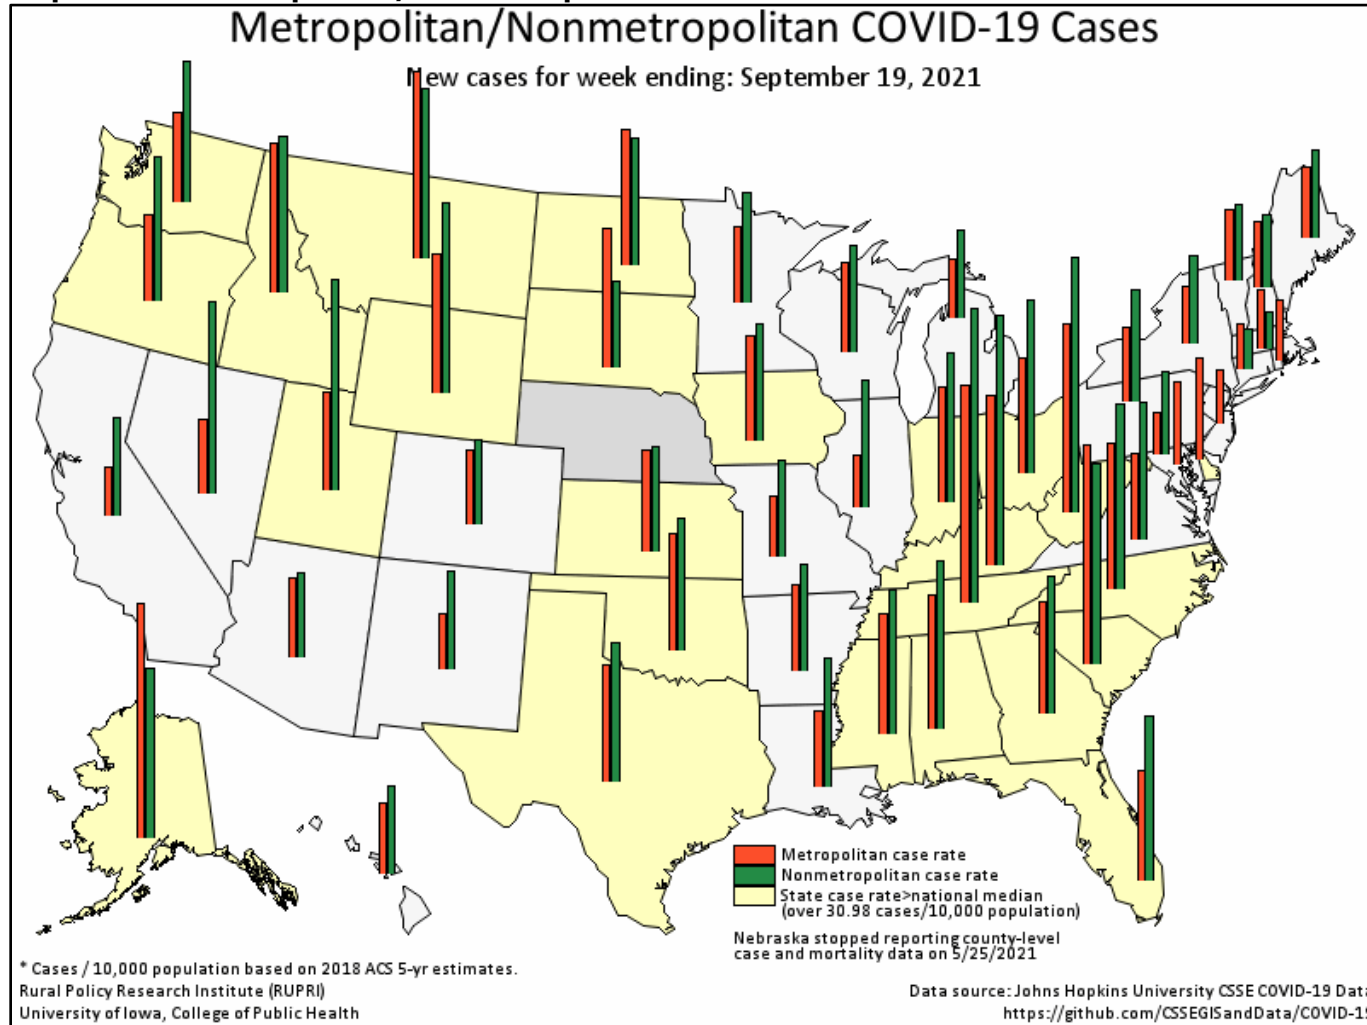 Metropolitan/Nonmetropolitan COVID-19 Cases
New cases for week ending: September 19, 2021
Metropolitan case rate
Nonmetropolitan case rate
State case rate>national median
(over 30.98 cases/10,000 population)
Nebraska stopped reporting county-level
case and mortality data on 5/25/2021
* Cases / 10,000 population based on 2018 ACS 5-yr estimates.
Rural Policy Research Institute (RUPRI)
University of Iowa, College of Public Health
Data source: Johns Hopkins University CSSE COVID-19 Data
https://github.com/CSSEGISandData/COVID-19